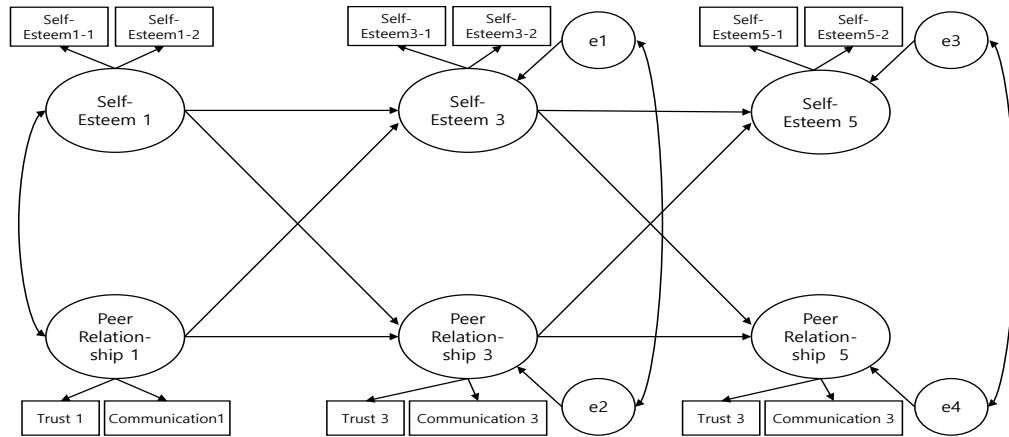 Self-
Esteem1-1
Self-
Esteem1-2
Self-
Esteem3-1
Self-
Esteem3-2
e1
Self-
Esteem5-1
Self-
Esteem5-2
e3
Self-
Esteem 1
Self-
Esteem 3
Self-
Esteem 5
Peer
Relation-
ship 1
Peer
Relation-
ship 3
Peer
Relation-
ship 5
Trust 1
Communication1
Trust 3
Communication 3
e2
Trust 3
Communication 3
e4